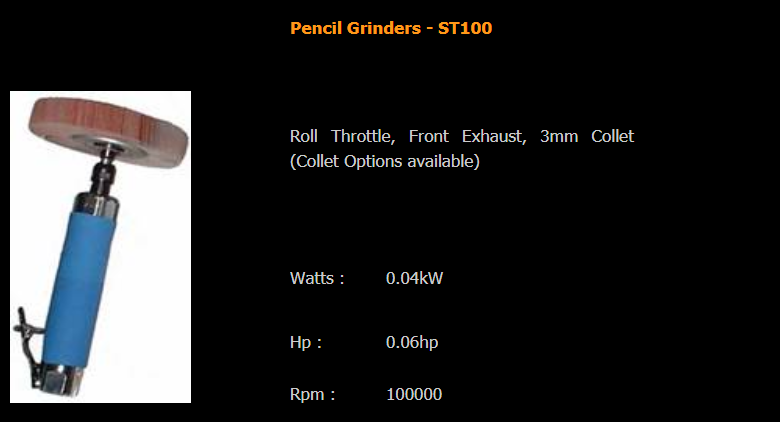 Pencil Grinders - ST100
Roll Throttle, Front Exhaust, 3mm Collet
(Collet Options available)
Watts : 0.04kW
Hp : 0.06hp
Rpm : 100000